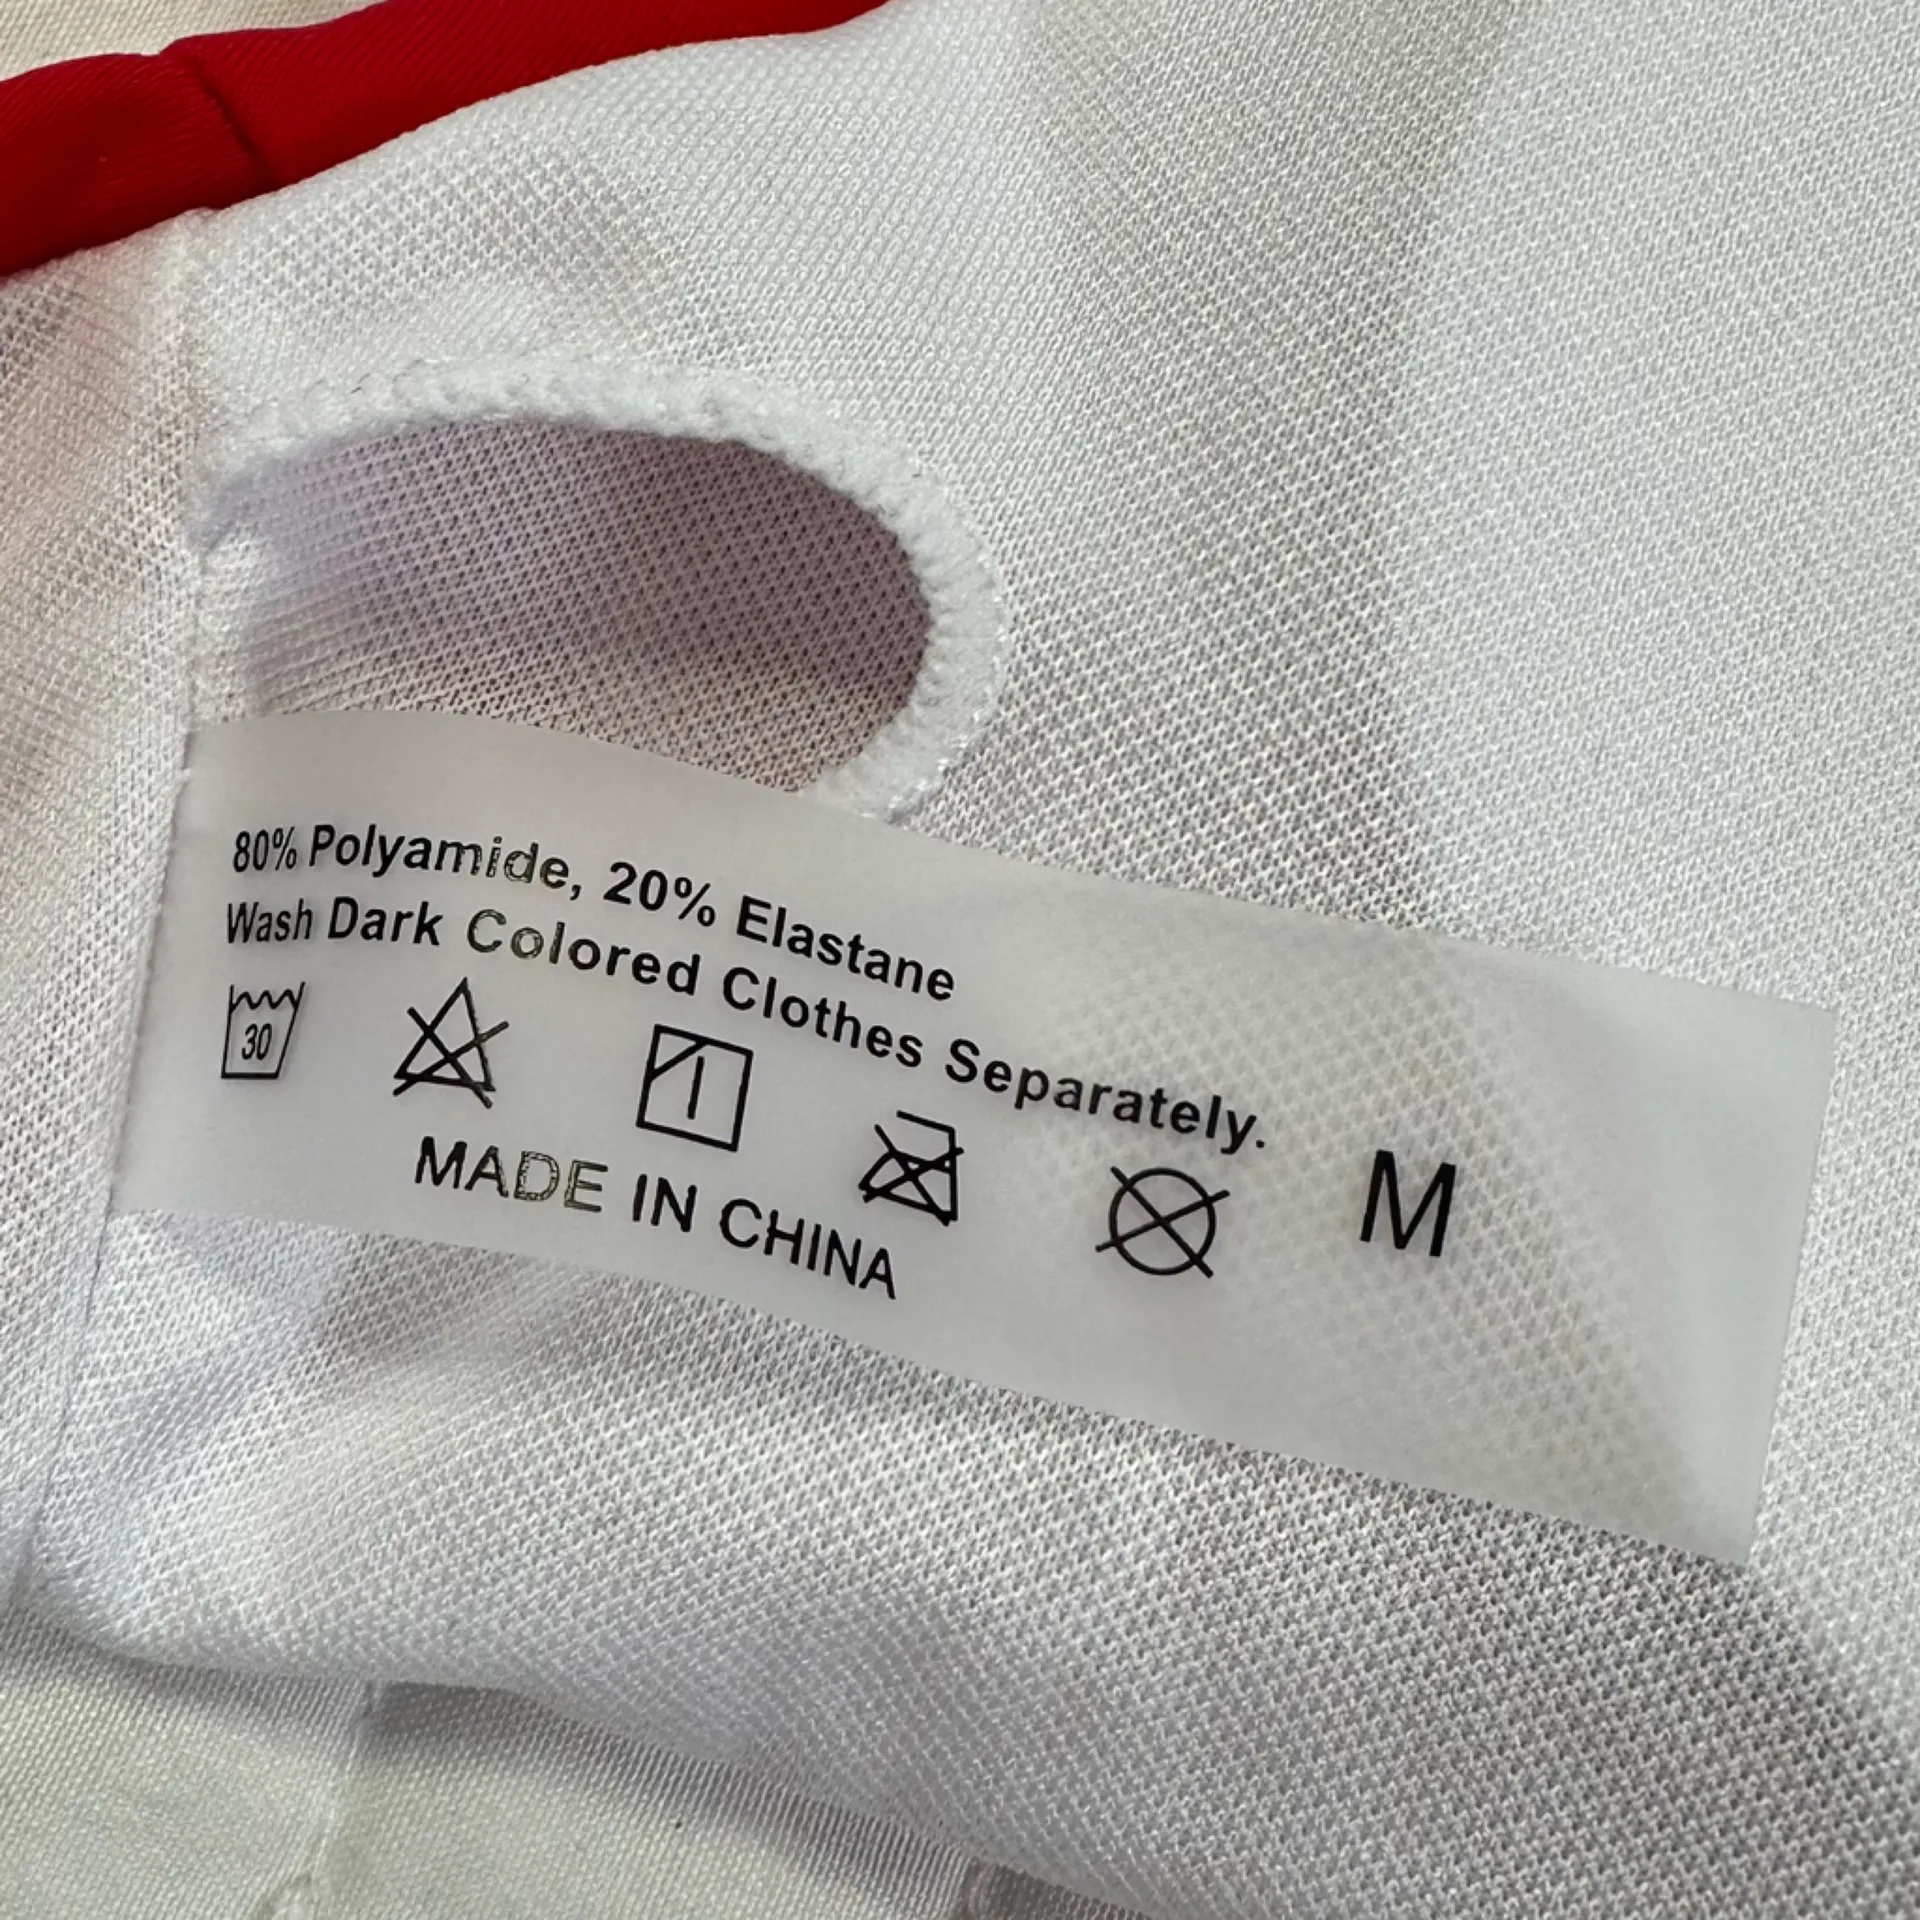 80% Polyamide, 20% Elastane
Wash Dark Colored Clothes Separately.
30
M
MADE IN CHINA